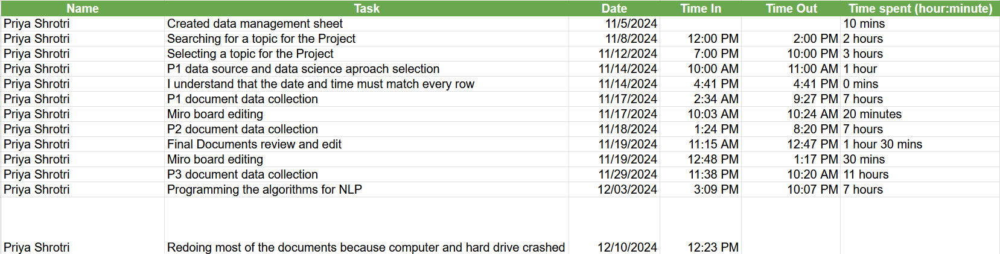 Name Task Date Time In Time Out Time spent (hour:minute)
Priya Shrotri Created data management sheet 11/5/2024 10 mins
Priya Shrotri Searching for a topic for the Project 11/8/2024 12:00 PM 2:00 PM 2 hours
Priya Shrotri Selecting a topic for the Project 11/12/2024 7:00 PM 10:00 PM 3 hours
Priya Shrotri P1 data source and data science aproach selection 11/14/2024 10:00 AM 11:00 AM 1 hour
Priya Shrotri I understand that the date and time must match every row 11/14/2024 4:41 PM 4:41 PM 0 mins
Priya Shrotri P1 document data collection 11/17/2024 2:34 AM 9:27 PM 7 hours
Priya Shrotri Miro board editing 11/17/2024 10:03 AM 10:24 AM 20 minutes
Priya Shrotri P2 document data collection 11/18/2024 1:24 PM 8:20 PM 7 hours
Priya Shrotri Final Documents review and edit 11/19/2024 11:15 AM 12:47 PM 1 hour 30 mins
Priya Shrotri Miro board editing 11/19/2024 12:48 PM 1:17 PM 30 mins
Priya Shrotri P3 document data collection 11/29/2024 11:38 PM 10:20 AM 11 hours
Priya Shrotri Programming the algorithms for NLP 12/03/2024 3:09 PM 10:07 PM 7 hours
Priya Shrotri Redoing most of the documents because computer and hard drive crashed 12/10/2024 12:23 PM